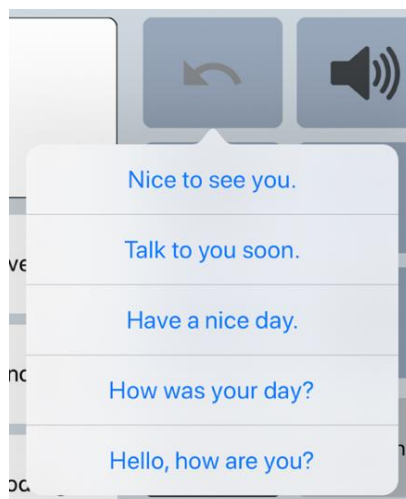 Nice to see you.
Talk to you soon.
Have a nice day.
How was your day?
Hello, how are you?